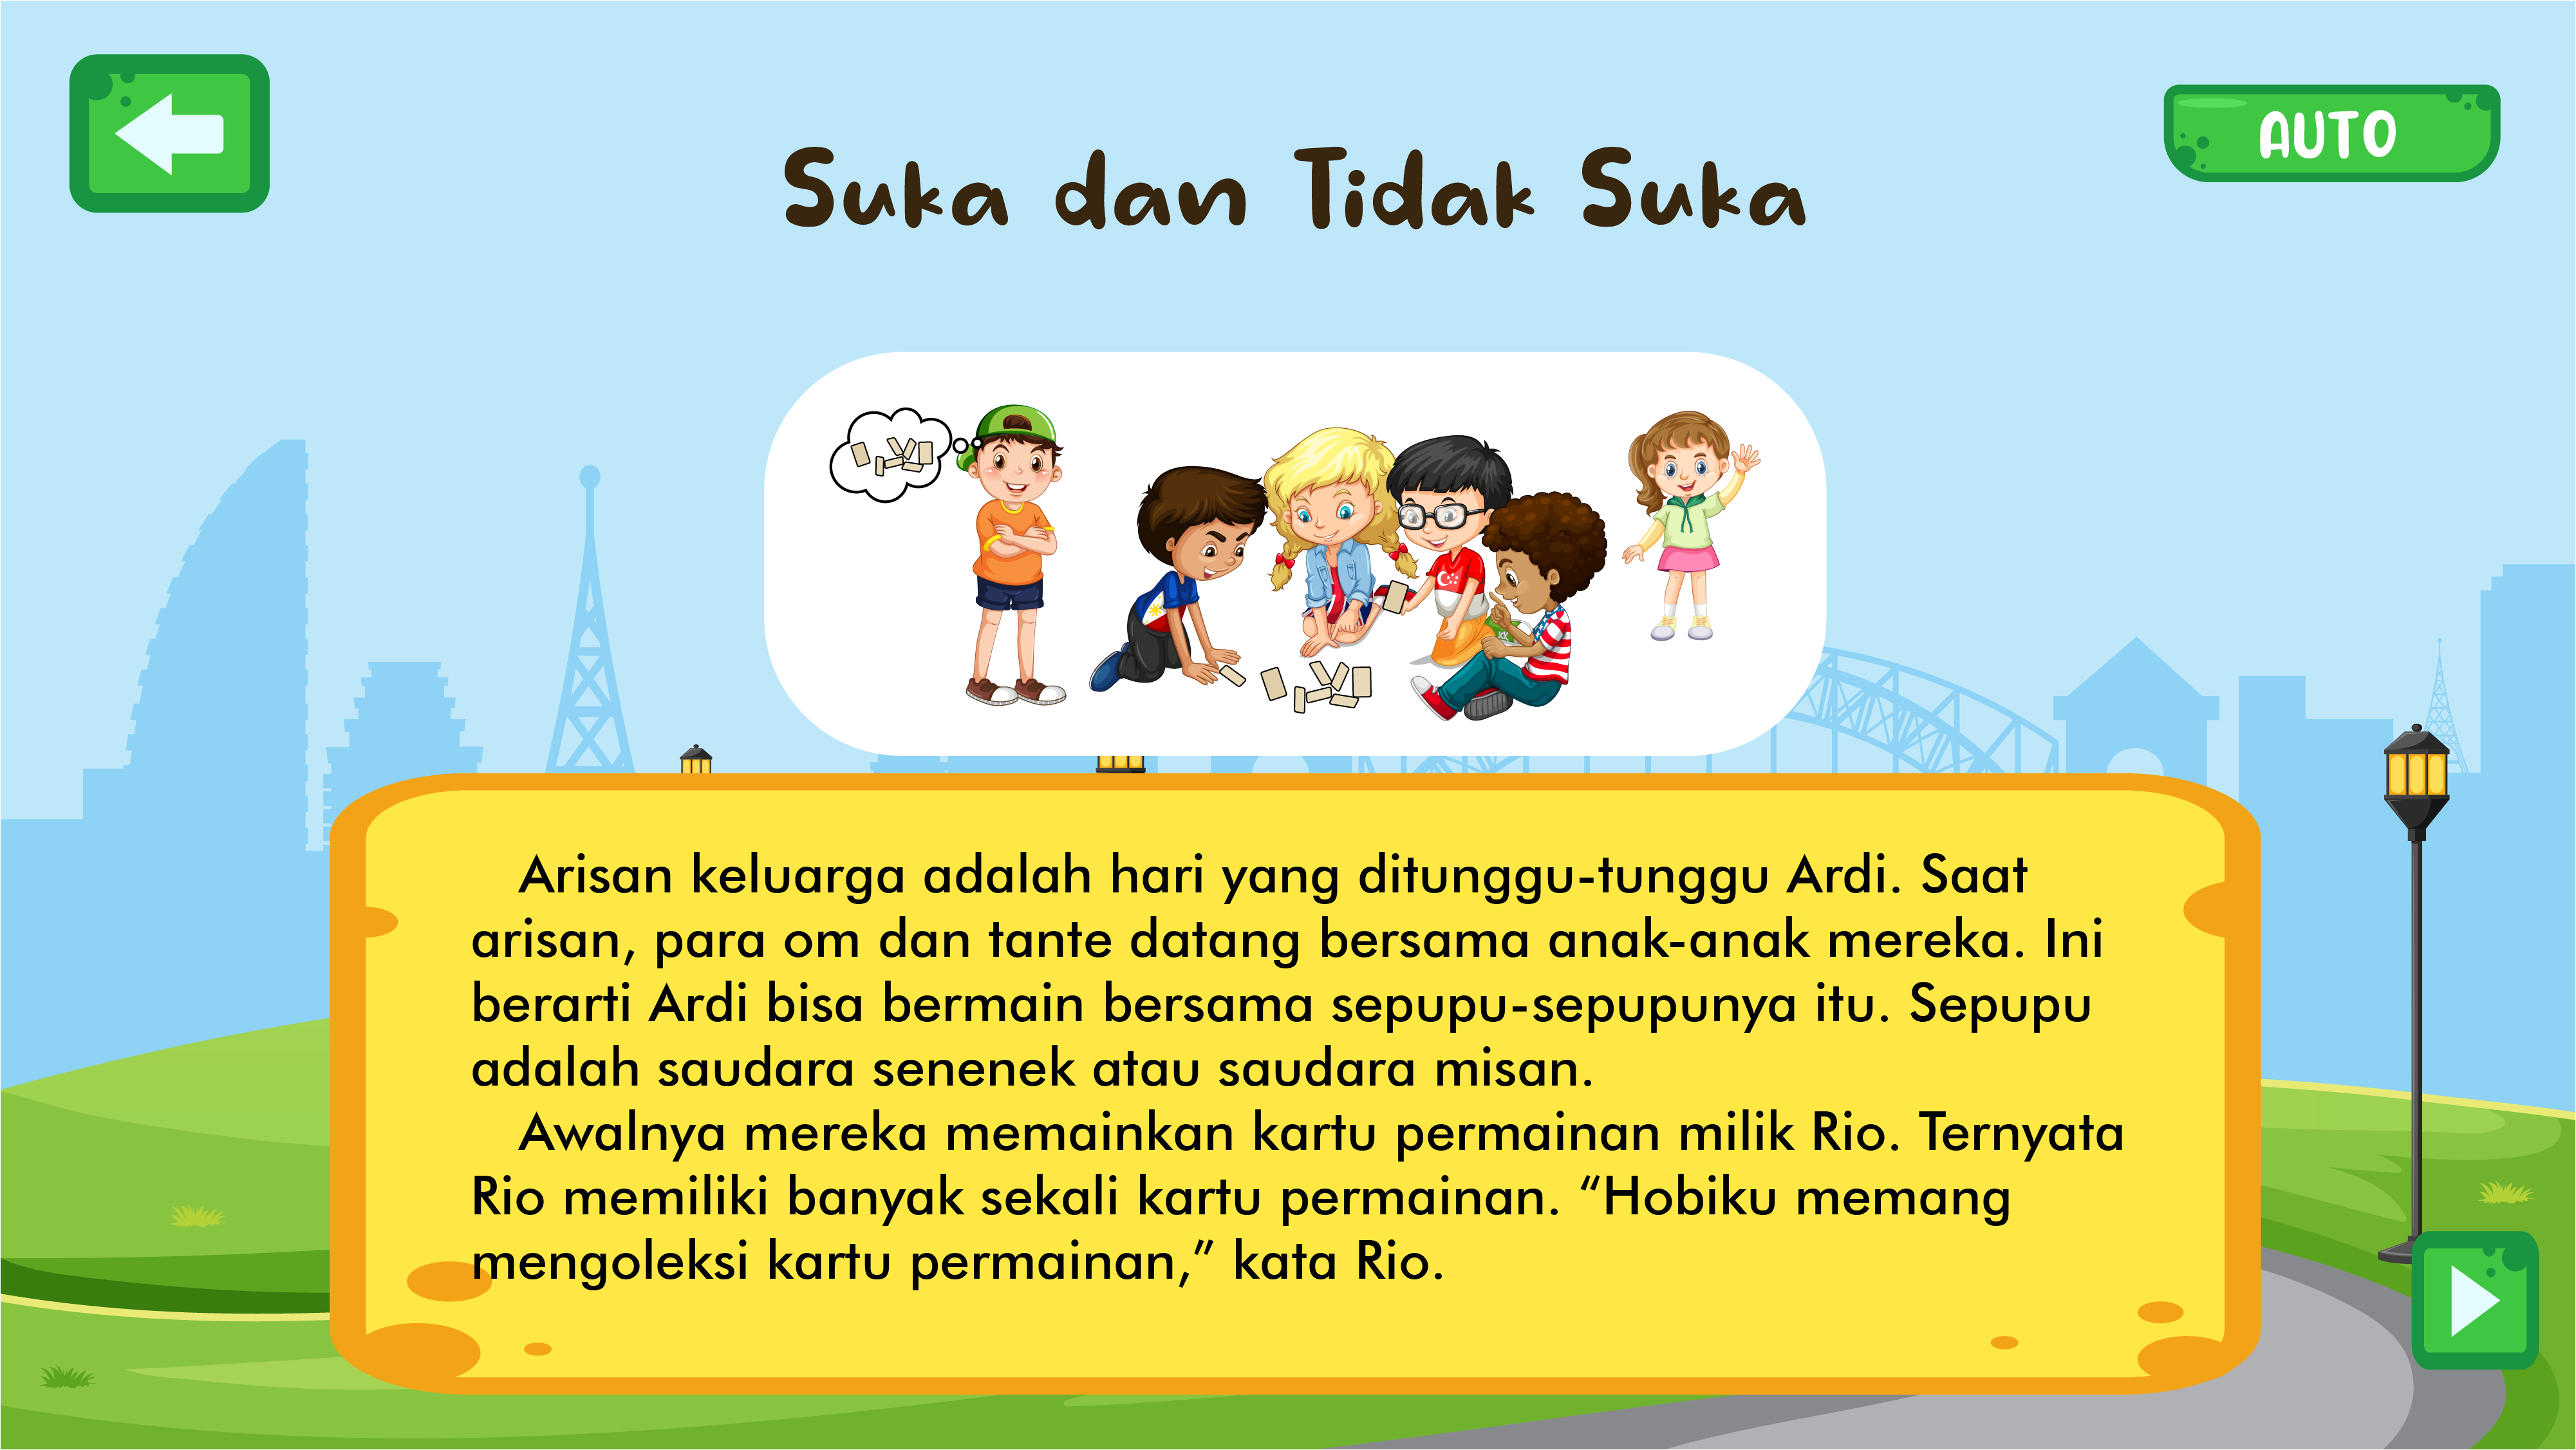 AUTO
Suka dan Tidak Suka
Arisan keluarga adalah hari yang ditunggu-tunggu Ardi. Saat
arisan, para om dan tante datang bersama anak-anak mereka. Ini
berarti Ardi bisa bermain bersama sepupu-sepupunya itu. Sepupu
adalah saudara senenek atau saudara misan.
Awalnya mereka memainkan kartu permainan milik Rio. Ternyata
Rio memiliki banyak sekali kartu permainan. “Hobiku memang
mengoleksi kartu permainan,” kata Rio.